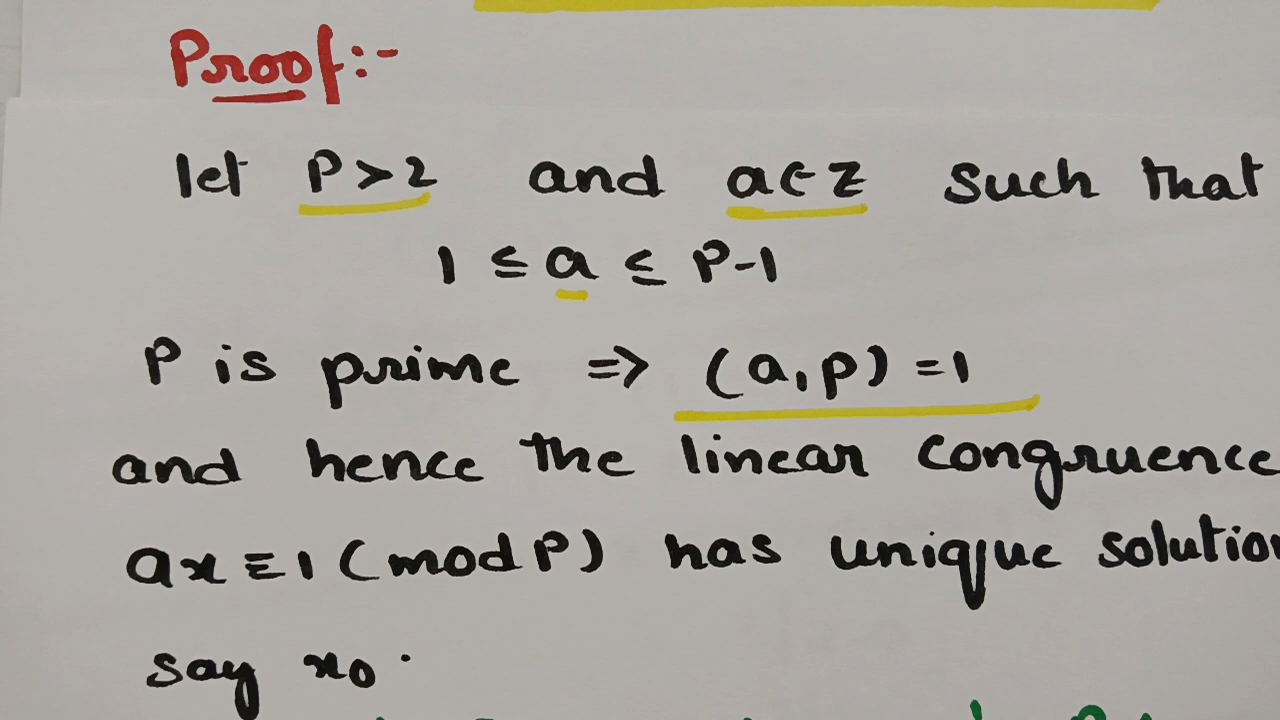 Proof:-
let P>2 and a∈Z such that
1 ≤ a ≤ P-1
P is prime => (a,p) = 1
and hence the linear congruence
ax ≡ 1 (mod P) has unique solution
say x0.